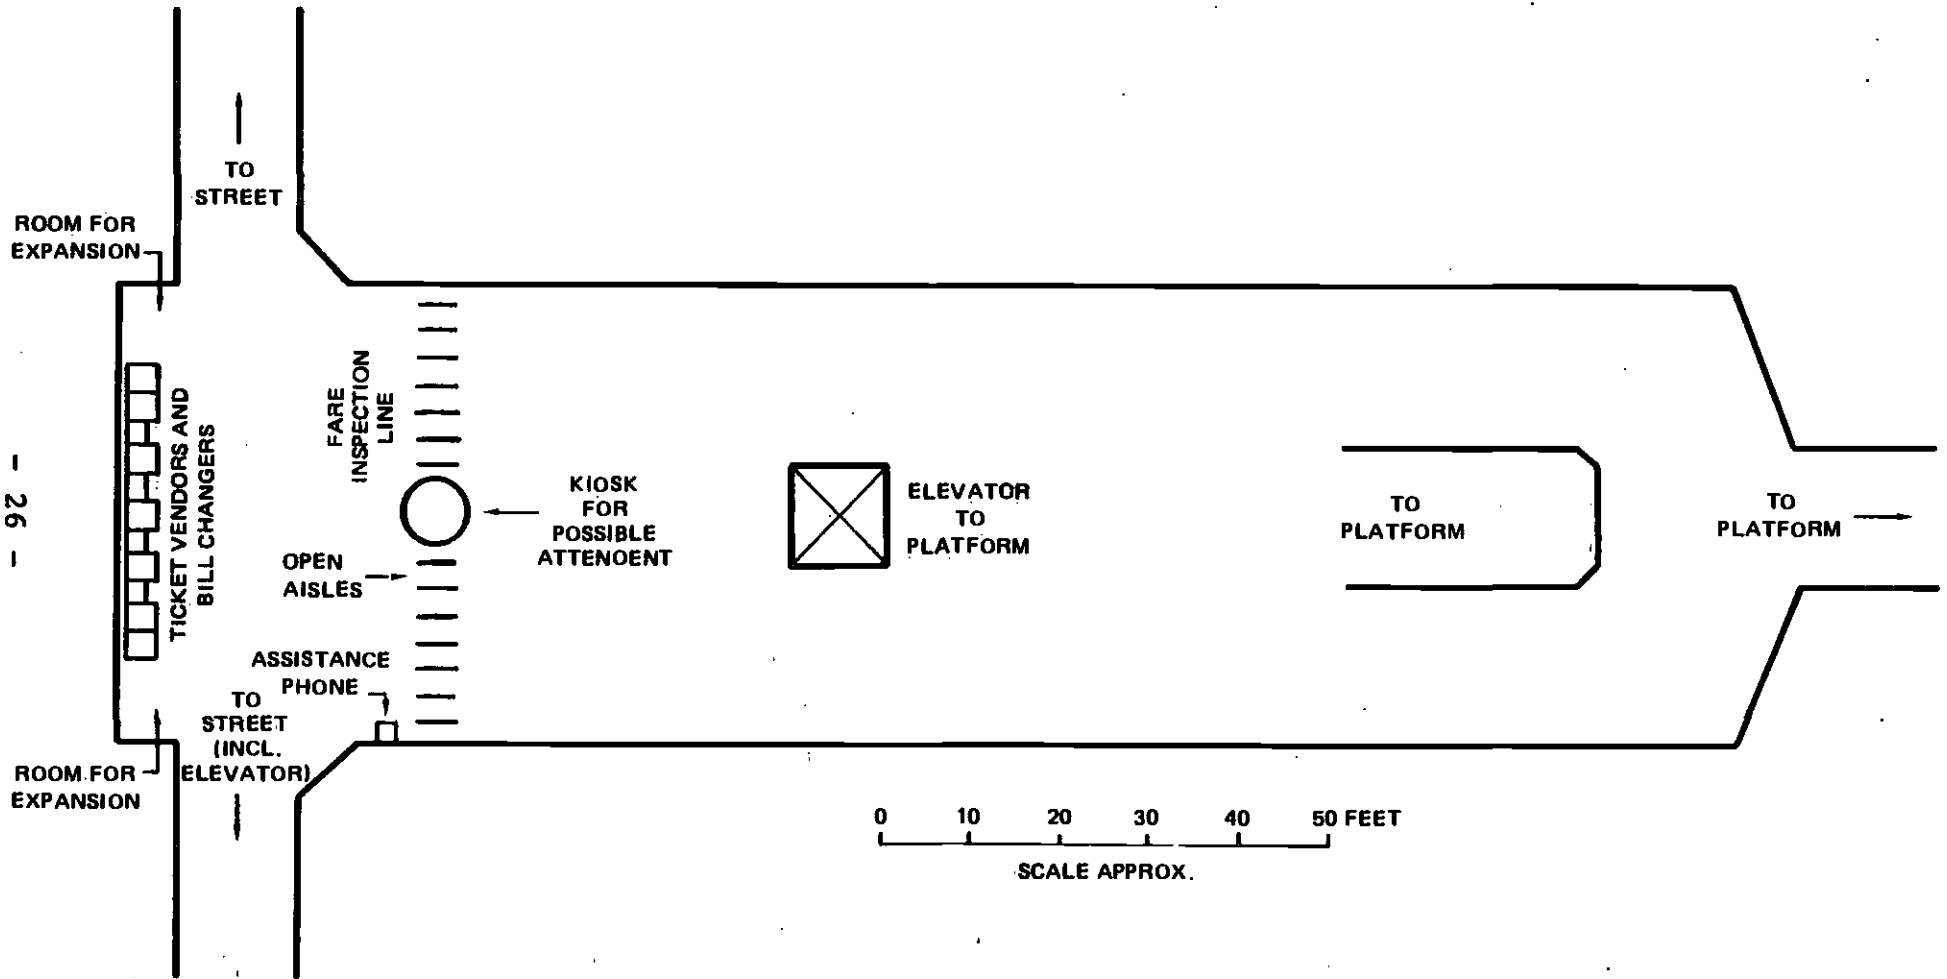 TO
STREET
ROOM FOR
EXPANSION
FARE
INSPECTION
LINE
TICKET VENDORS AND
BILL CHANGERS
KIOSK
FOR
POSSIBLE
ATTENOENT
ELEVATOR
TO
PLATFORM
TO
PLATFORM
TO
PLATFORM
OPEN
AISLES
ASSISTANCE
PHONE
TO
STREET
(INCL.
ELEVATOR)
ROOM FOR
EXPANSION
0 10 20 30 40 50 FEET
SCALE APPROX.
- 26 -